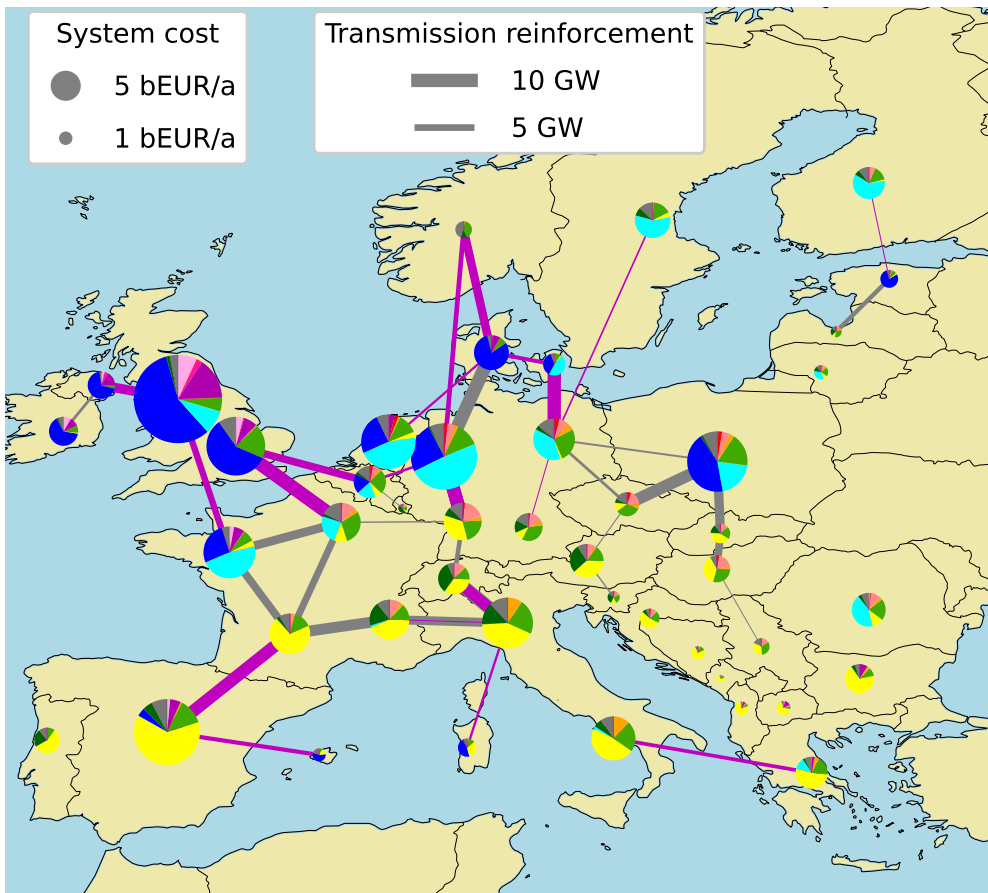 System cost
5 bEUR/a
1 bEUR/a
Transmission reinforcement
10 GW
5 GW